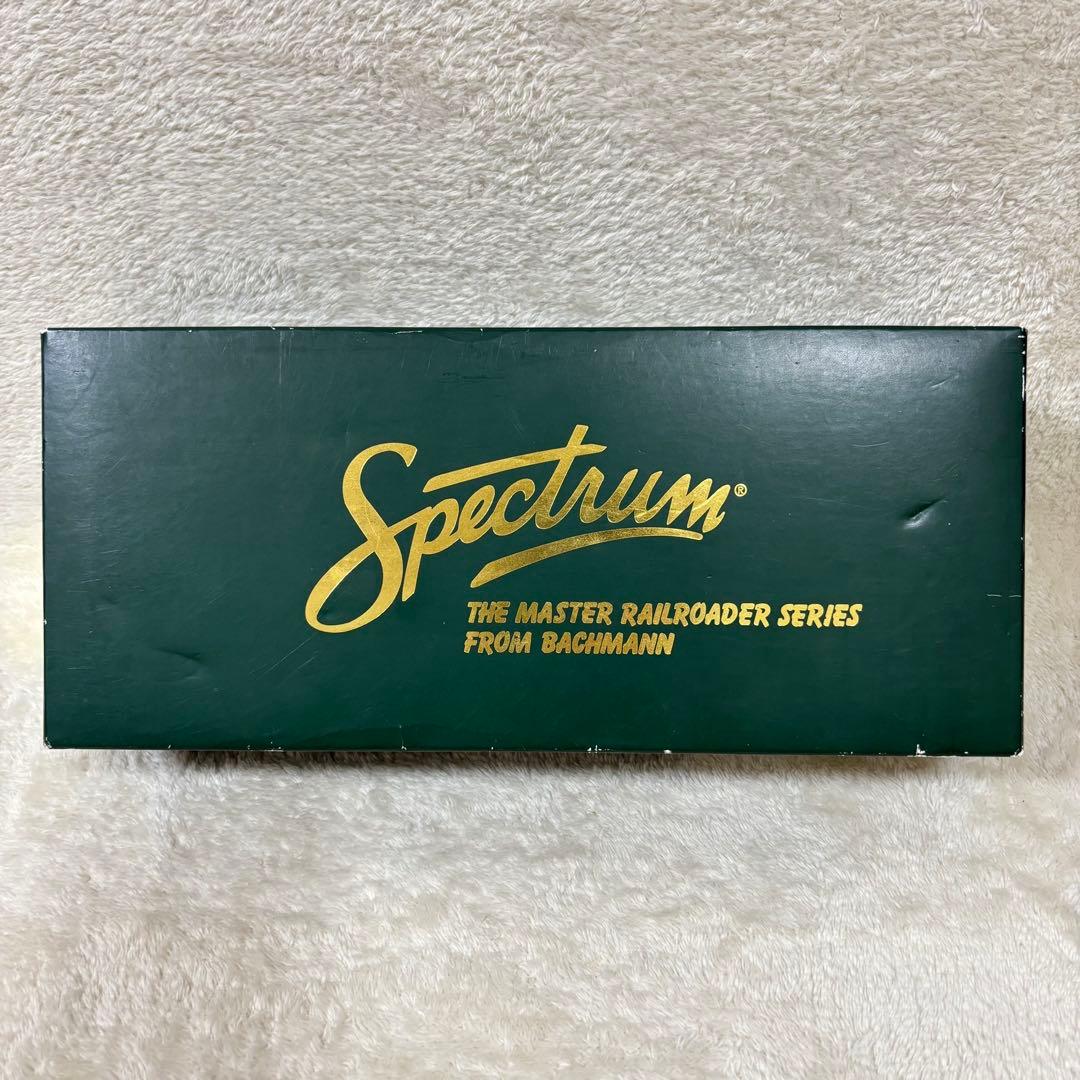 Spectrum®
THE MASTER RAILROADER SERIES
FROM BACHMANN